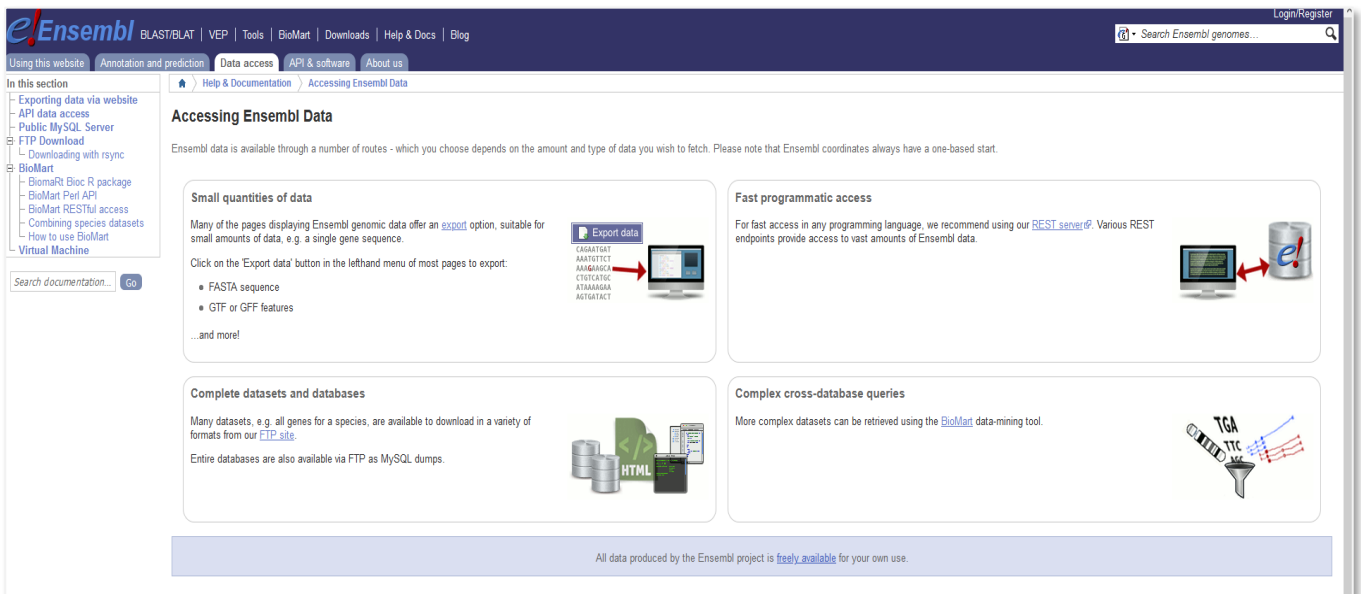 Login/Register
e!Ensembl BLAST/BLAT | VEP | Tools | BioMart | Downloads | Help & Docs | Blog
Search Ensembl genomes...
Using this website Annotation and prediction Data access API & software About us
In this section
Exporting data via website
API data access
Public MySQL Server
FTP Download
Downloading with rsync
BioMart
BiomaRt Bioc R package
BioMart Perl API
BioMart RESTful access
Combining species datasets
How to use BioMart
Virtual Machine
Search documentation... Go
Help & Documentation Accessing Ensembl Data
Accessing Ensembl Data
Ensembl data is available through a number of routes - which you choose depends on the amount and type of data you wish to fetch. Please note that Ensembl coordinates always have a one-based start.
Small quantities of data
Many of the pages displaying Ensembl genomic data offer an export option, suitable for
small amounts of data, e.g. a single gene sequence.
Click on the 'Export data' button in the lefthand menu of most pages to export:
FASTA sequence
GTF or GFF features
...and more!
Export data
CAGAATGAT
AAATGTTCT
AAAGAAGCA
CTGTCATGC
ATAAAAGAA
AGTGATACT
Fast programmatic access
For fast access in any programming language, we recommend using our REST server. Various REST
endpoints provide access to vast amounts of Ensembl data.
e!
Complete datasets and databases
Many datasets, e.g. all genes for a species, are available to download in a variety of
formats from our FTP site.
Entire databases are also available via FTP as MySQL dumps.
</>
HTML
Complex cross-database queries
More complex datasets can be retrieved using the BioMart data-mining tool.
TGA
TTC
AGC
All data produced by the Ensembl project is freely available for your own use.